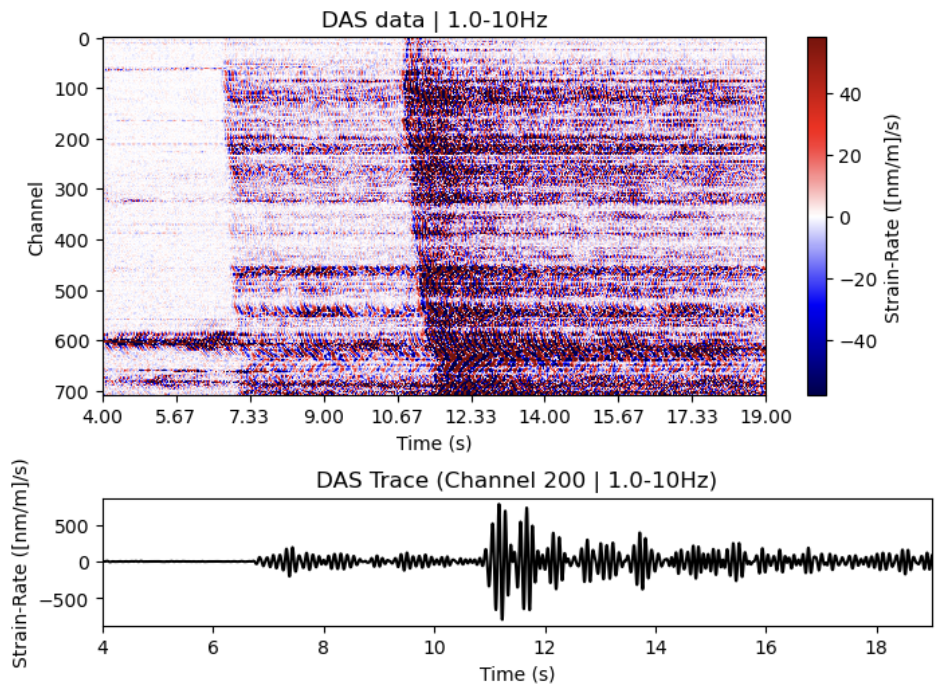 DAS data | 1.0-10Hz
0
100
200
300
400
500
600
700
Channel
4.00 5.67 7.33 9.00 10.67 12.33 14.00 15.67 17.33 19.00
Time (s)
40
20
0
−20
−40
Strain-Rate ([nm/m]/s)
DAS Trace (Channel 200 | 1.0-10Hz)
500
0
−500
Strain-Rate ([nm/m]/s)
4 6 8 10 12 14 16 18
Time (s)